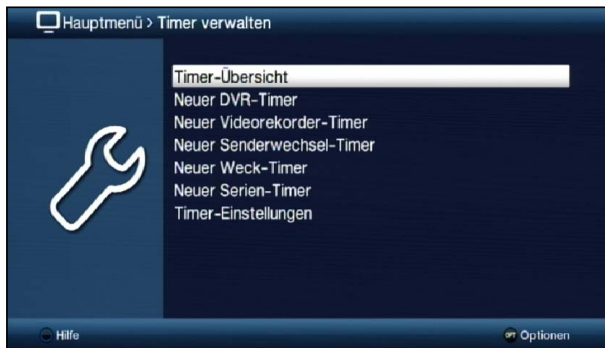 Hauptmenü > Timer verwalten
Timer-Übersicht
Neuer DVR-Timer
Neuer Videorekorder-Timer
Neuer Senderwechsel-Timer
Neuer Weck-Timer
Neuer Serien-Timer
Timer-Einstellungen
Hilfe
OPT Optionen